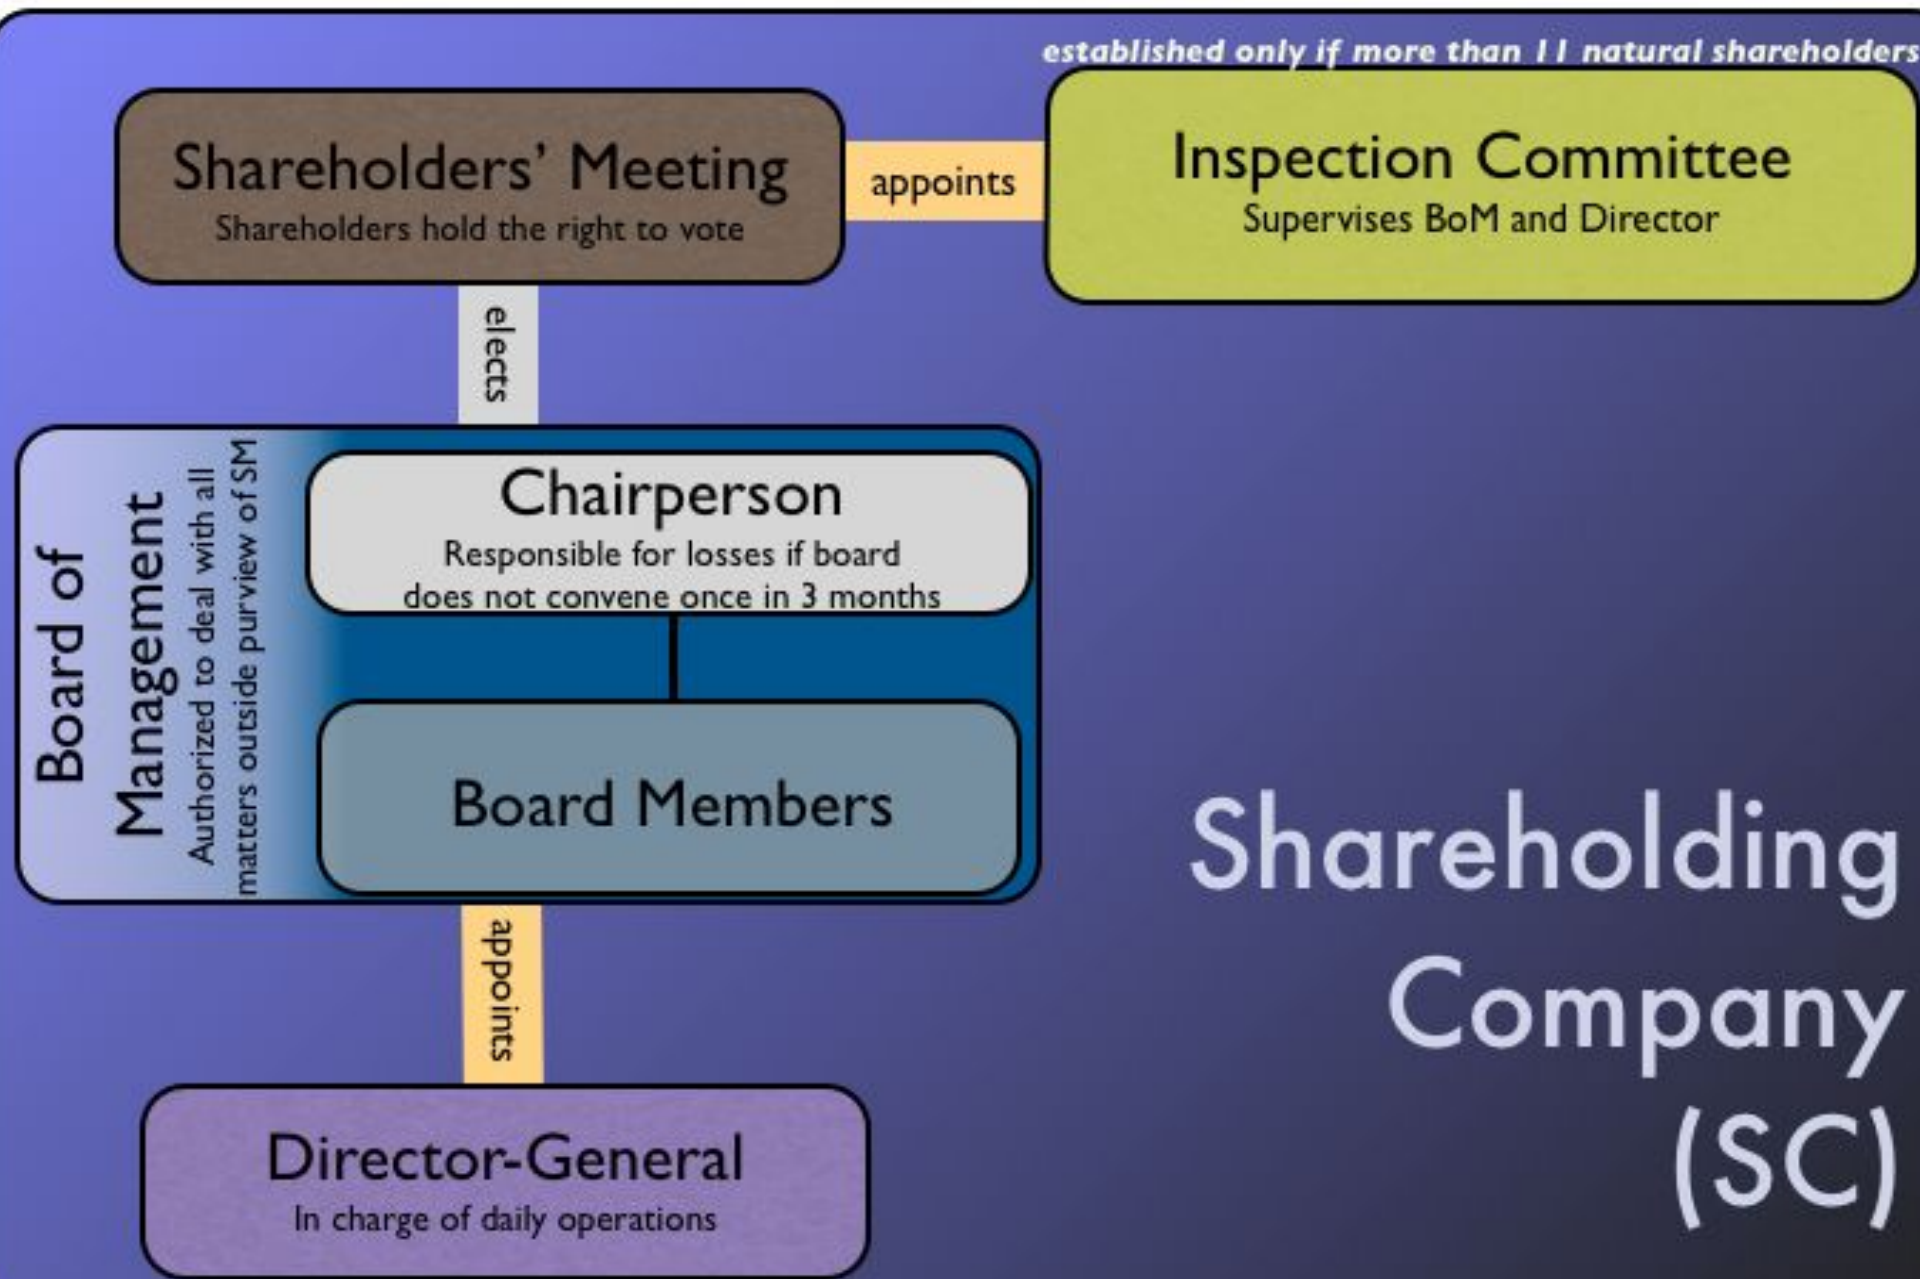 established only if more than 11 natural shareholders
Shareholders' Meeting
Shareholders hold the right to vote
appoints
Inspection Committee
Supervises BoM and Director
elects
Board of
Management
Authorized to deal with all
matters outside purview of SM
Chairperson
Responsible for losses if board
does not convene once in 3 months
Board Members
appoints
Director-General
In charge of daily operations
Shareholding
Company
(SC)